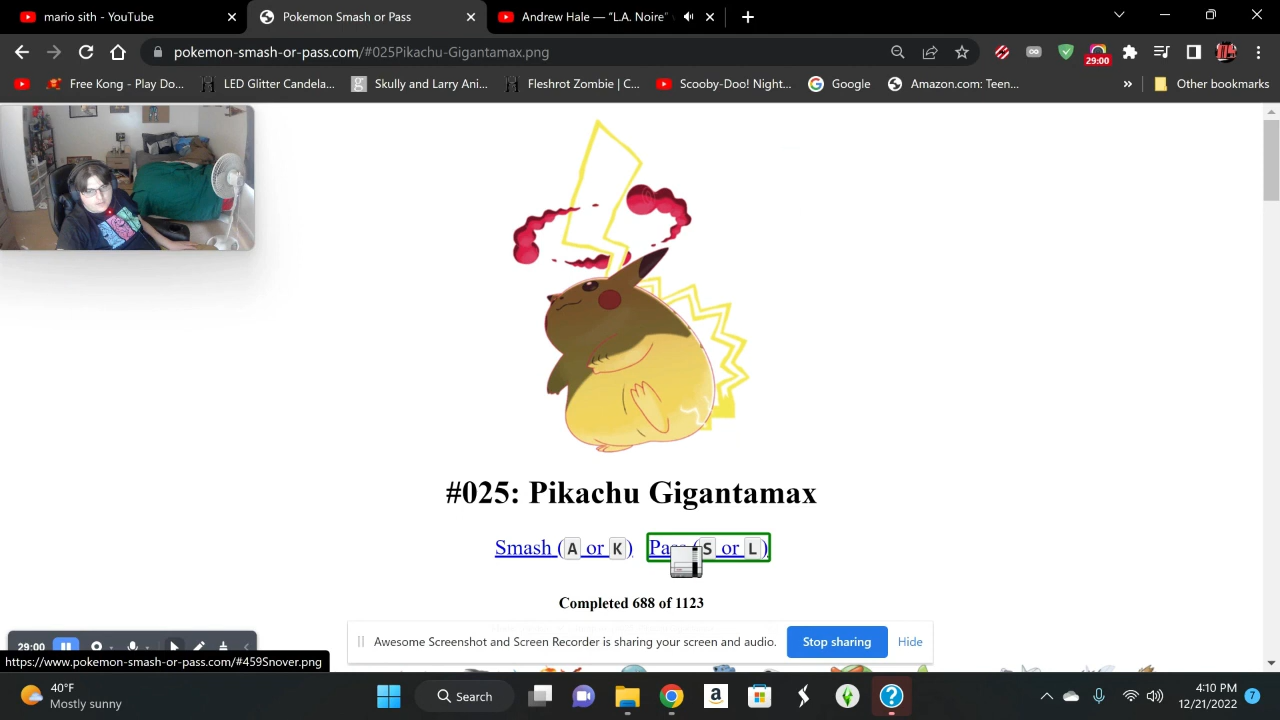 mario sith - YouTube
Pokemon Smash or Pass
Andrew Hale — "L.A. Noire"
pokemon-smash-or-pass.com/#025Pikachu-Gigantamax.png
29:00
Free Kong - Play Do...
LED Glitter Candela...
Skully and Larry Ani...
Fleshrot Zombie | C...
Scooby-Doo! Night...
Google
Amazon.com: Teen...
»
Other bookmarks
#025: Pikachu Gigantamax
Smash (A or K)
Pass (S or L)
Completed 688 of 1123
29:00
Awesome Screenshot and Screen Recorder is sharing your screen and audio.
Stop sharing
Hide
https://www.pokemon-smash-or-pass.com/#459Snover.png
40°F
Mostly sunny
Search
4:10 PM
12/21/2022
7